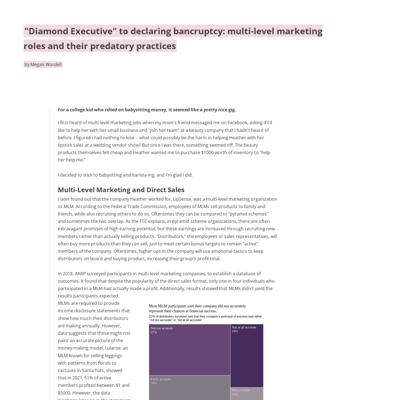 "Diamond Executive" to declaring bancruptcy: multi-level marketing
roles and their predatory practices
by Megan Wardell
For a college kid who relied on babysitting money, it seemed like a pretty nice gig.
I first heard of multi-level marketing jobs when my mom's friend messaged me on Facebook, asking if I'd
like to help her with her small business and "join her team" at a beauty company that I hadn't heard of
before. I figured I had nothing to lose – what could possibly be the harm in helping Heather with her
lipstick sales at a wedding vendor show? But once I was there, something seemed off. The beauty
products themselves felt cheap and Heather wanted me to purchase $1000 worth of inventory to "help
her help me."
I decided to stick to babysitting and barista-ing, and I'm glad I did.
Multi-Level Marketing and Direct Sales
I later found out that the company Heather worked for, LipSense, was a multi-level marketing organization
or MLM. According to the Federal Trade Commission, employees of MLMs sell products to family and
friends, while also recruiting others to do so. Oftentimes they can be compared to "pyramid schemes"
and sometimes the two overlap. As the FTC explains, in pyramid scheme organizations, there are often
extravagant promises of high earning potential, but these earnings are increased through recruiting new
members rather than actually selling products. "Distributors," the employees or sales representatives, will
often buy more products than they can sell, just to meet certain bonus targets to remain "active"
members of the company. Oftentimes, higher ups in the company will use emotional tactics to keep
distributors on board and buying product, increasing their group's profit total.
In 2018, AARP surveyed participants in multi-level marketing companies, to establish a database of
outcomes. It found that despite the popularity of the direct sales format, only one in four individuals who
participated in a MLM had actually made a profit. Additionally, results showed that MLMs didn't yield the
results participants expected.
MLMs are required to provide
income disclosure statements that
show how much their distributors
are making annually. However,
data suggests that these might not
paint an accurate picture of the
money-making model. Lularoe, an
MLM known for selling leggings
with patterns from florals to
cactuses in Santa hats, showed
that in 2021, 51% of active
members profited between $1 and
$5000. However, the data
Most MLM participants said their company did not accurately
represent their chances at financial success.
Not too accurate
Not at all accurate